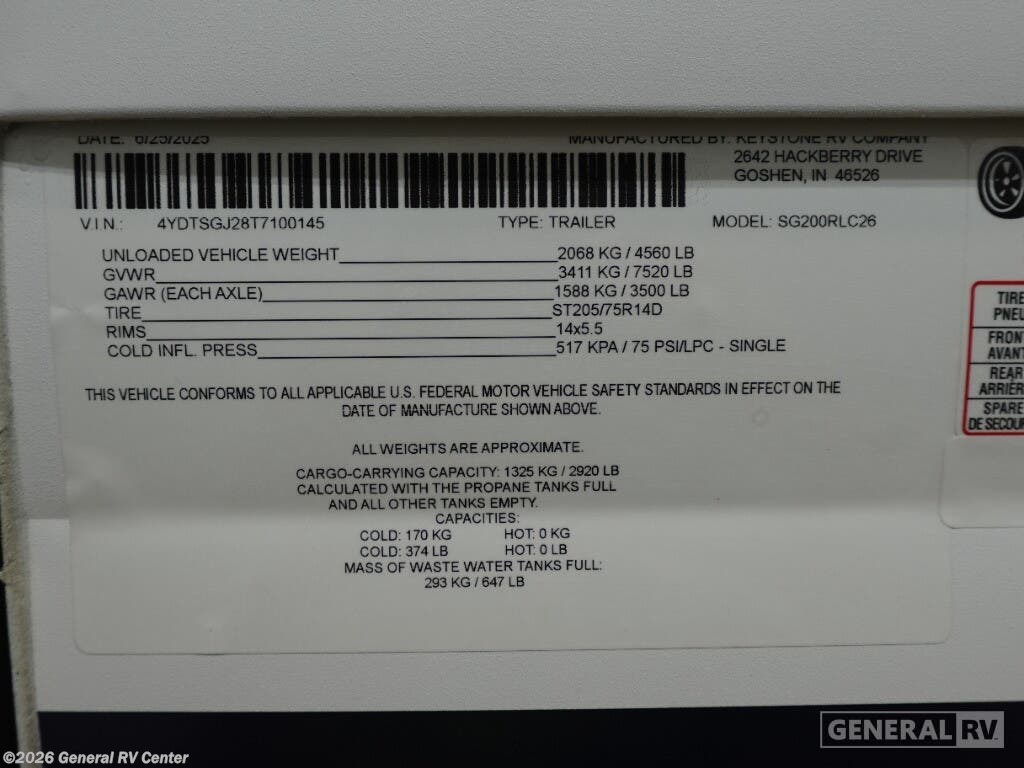 DATE: 6/25/2025 MANUFACTURED BY: KEYSTONE RV COMPANY
2642 HACKBERRY DRIVE
GOSHEN, IN 46526
V.I.N.: 4YDTSGJ28T7100145 TYPE: TRAILER MODEL: SG200RLC26
UNLOADED VEHICLE WEIGHT 2068 KG / 4560 LB
GVWR 3411 KG / 7520 LB
GAWR (EACH AXLE) 1588 KG / 3500 LB
TIRE ST205/75R14D
RIMS 14x5.5
COLD INFL. PRESS 517 KPA / 75 PSI/LPC - SINGLE
THIS VEHICLE CONFORMS TO ALL APPLICABLE U.S. FEDERAL MOTOR VEHICLE SAFETY STANDARDS IN EFFECT ON THE
DATE OF MANUFACTURE SHOWN ABOVE.
ALL WEIGHTS ARE APPROXIMATE.
CARGO-CARRYING CAPACITY: 1325 KG / 2920 LB
CALCULATED WITH THE PROPANE TANKS FULL
AND ALL OTHER TANKS EMPTY.
CAPACITIES:
COLD: 170 KG HOT: 0 KG
COLD: 374 LB HOT: 0 LB
MASS OF WASTE WATER TANKS FULL:
293 KG / 647 LB
TIRE
PNEU
FRONT
AVANT
REAR
ARRIÈRE
SPARE
DE SECOUR
GENERAL RV
©2026 General RV Center